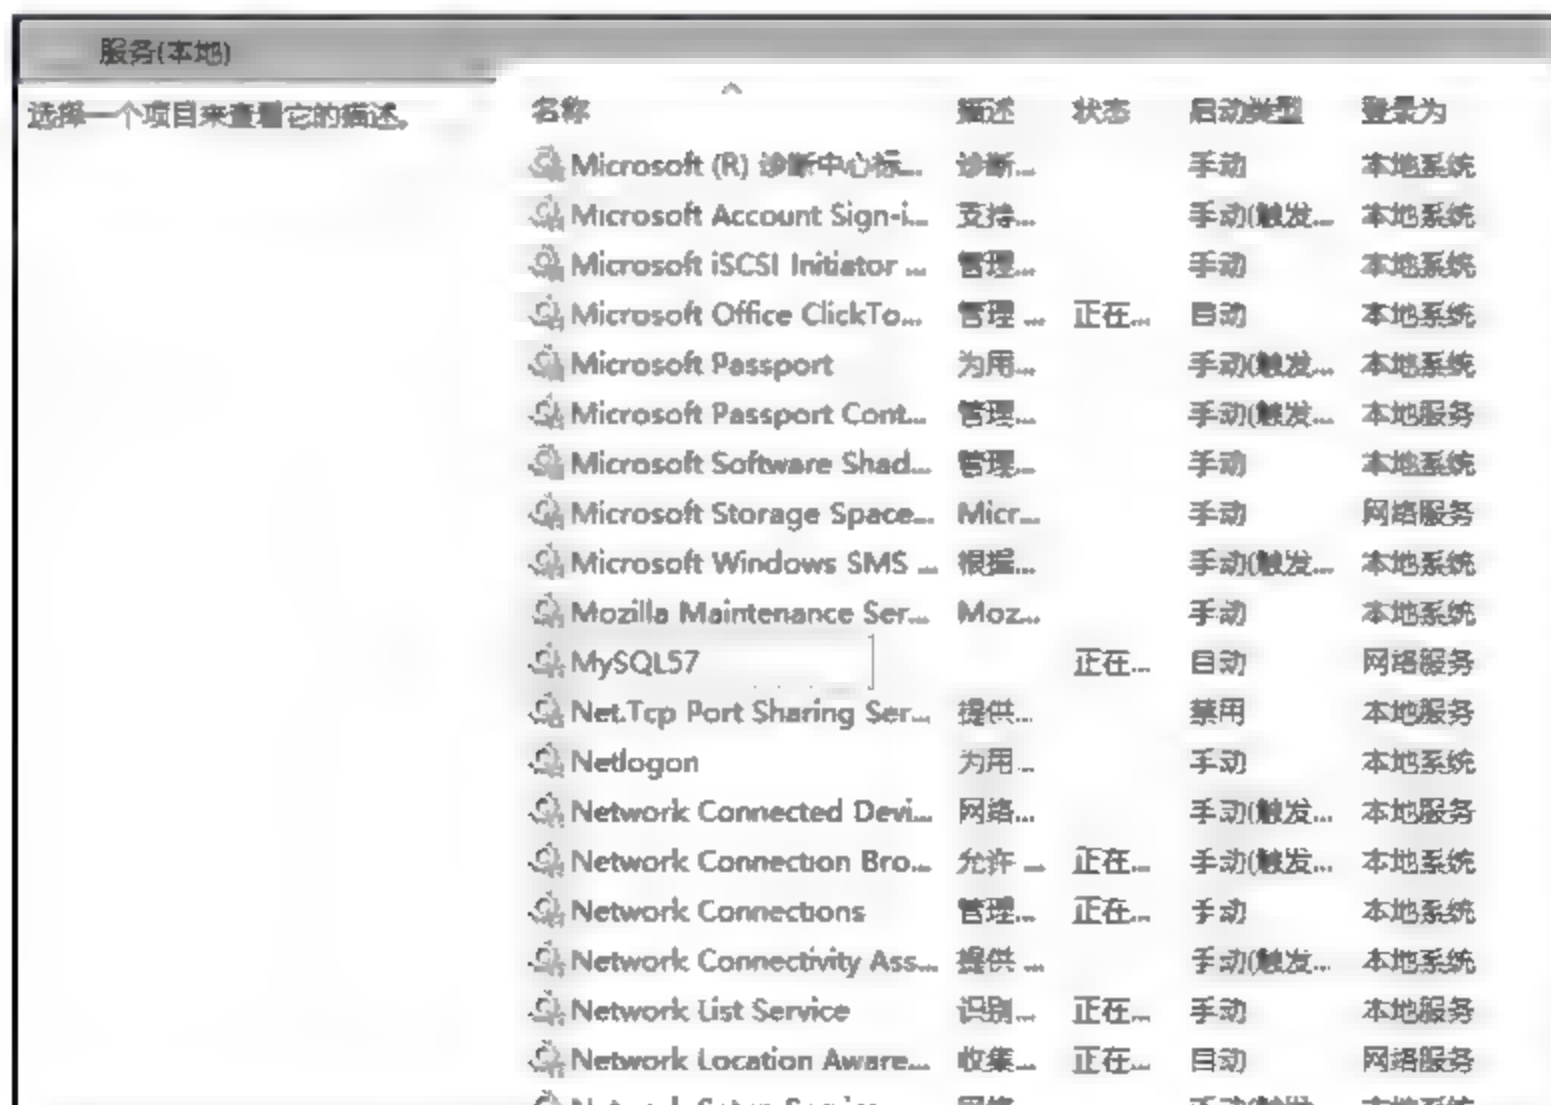 服务(本地)
选择一个项目来查看它的描述。
名称 描述 状态 启动类型 登录为
Microsoft (R) 诊断中心标... 诊断... 手动 本地系统
Microsoft Account Sign-i... 支持... 手动(触发... 本地系统
Microsoft iSCSI Initiator ... 管理... 手动 本地系统
Microsoft Office ClickTo... 管理 ... 正在... 自动 本地系统
Microsoft Passport 为用... 手动(触发... 本地系统
Microsoft Passport Cont... 管理... 手动(触发... 本地服务
Microsoft Software Shad... 管理... 手动 本地系统
Microsoft Storage Space... Micr... 手动 网络服务
Microsoft Windows SMS ... 根据... 手动(触发... 本地系统
Mozilla Maintenance Ser... Moz... 手动 本地系统
MySQL57 正在... 自动 网络服务
Net.Tcp Port Sharing Ser... 提供... 禁用 本地服务
Netlogon 为用... 手动 本地系统
Network Connected Devi... 网络... 手动(触发... 本地服务
Network Connection Bro... 允许 ... 正在... 手动(触发... 本地系统
Network Connections 管理... 正在... 手动 本地系统
Network Connectivity Ass... 提供 ... 手动(触发... 本地系统
Network List Service 识别... 正在... 手动 本地服务
Network Location Aware... 收集... 正在... 自动 网络服务